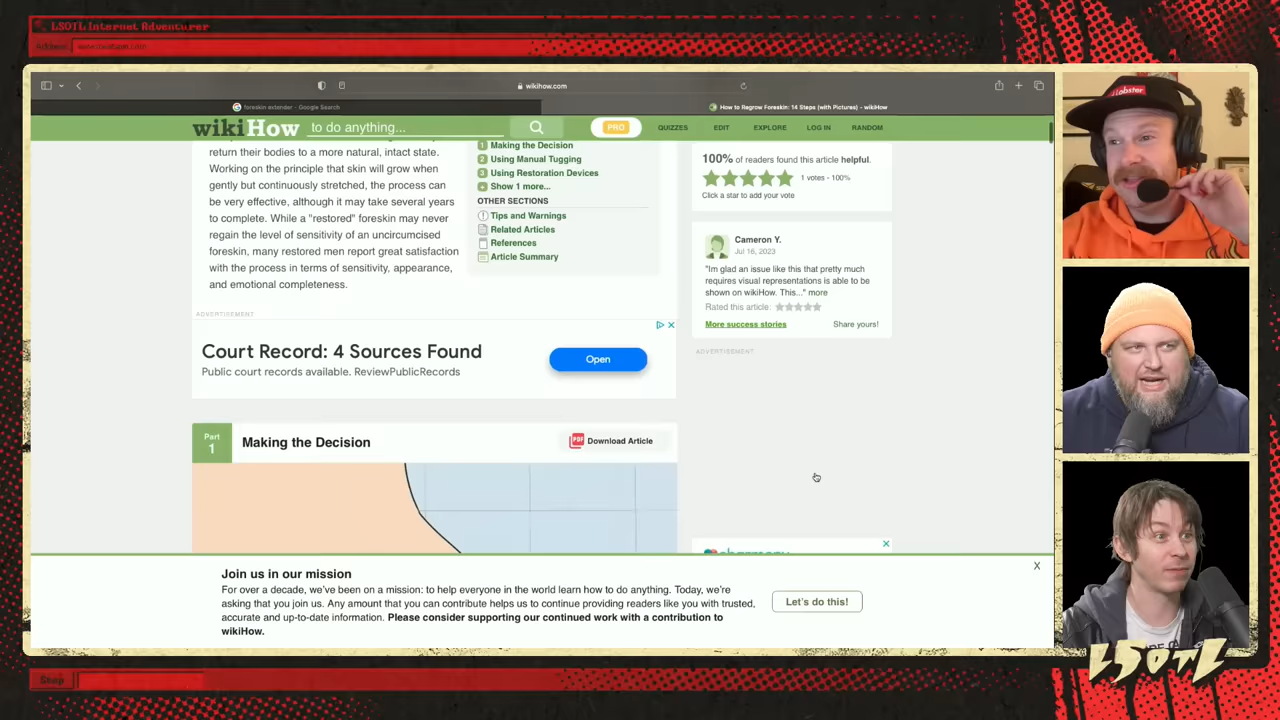 LSOTL Internet Adventurer
Address
wikihow.com
foreskin extender - Google Search
How to Regrow Foreskin: 14 Steps (with Pictures) - wikiHow
wikiHow
to do anything...
PRO
QUIZZES
EDIT
EXPLORE
LOG IN
RANDOM
return their bodies to a more natural, intact state.
Working on the principle that skin will grow when
gently but continuously stretched, the process can
be very effective, although it may take several years
to complete. While a "restored" foreskin may never
regain the level of sensitivity of an uncircumcised
foreskin, many restored men report great satisfaction
with the process in terms of sensitivity, appearance,
and emotional completeness.
1 Making the Decision
2 Using Manual Tugging
3 Using Restoration Devices
+ Show 1 more...
OTHER SECTIONS
Tips and Warnings
Related Articles
References
Article Summary
100% of readers found this article helpful.
1 votes - 100%
Click a star to add your vote
Cameron Y.
Jul 16, 2023
"Im glad an issue like this that pretty much
requires visual representations is able to be
shown on wikiHow. This..." more
Rated this article:
More success stories
Share yours!
ADVERTISEMENT
Court Record: 4 Sources Found
Public court records available. ReviewPublicRecords
Open
ADVERTISEMENT
Part
1
Making the Decision
PDF
Download Article
Join us in our mission
X
For over a decade, we've been on a mission: to help everyone in the world learn how to do anything. Today, we're
asking that you join us. Any amount that you can contribute helps us to continue providing readers like you with trusted,
accurate and up-to-date information. Please consider supporting our continued work with a contribution to
wikiHow.
Let's do this!
Lobster
LSOTL
Stop